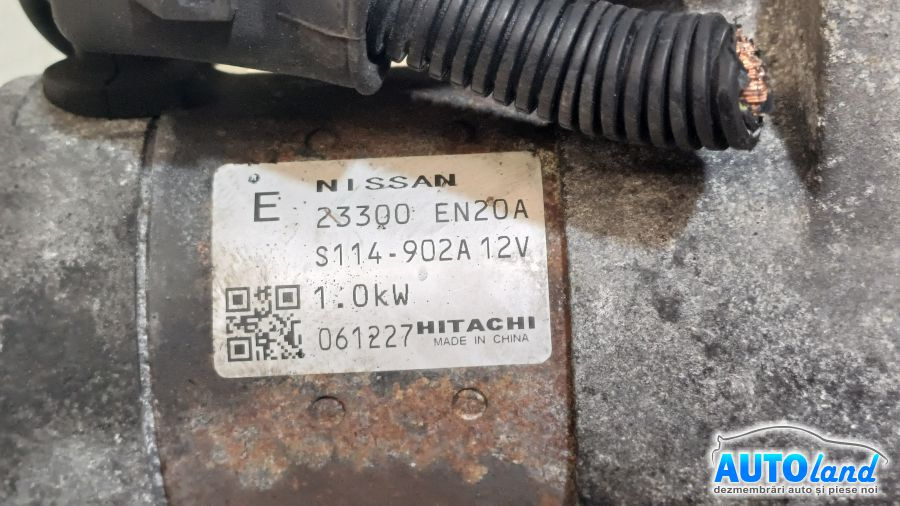 NISSAN
E 23300 EN20A
S114-902A 12V
1.0kW
061227 HITACHI
MADE IN CHINA
AUTOland
dezmembrări auto și piese noi